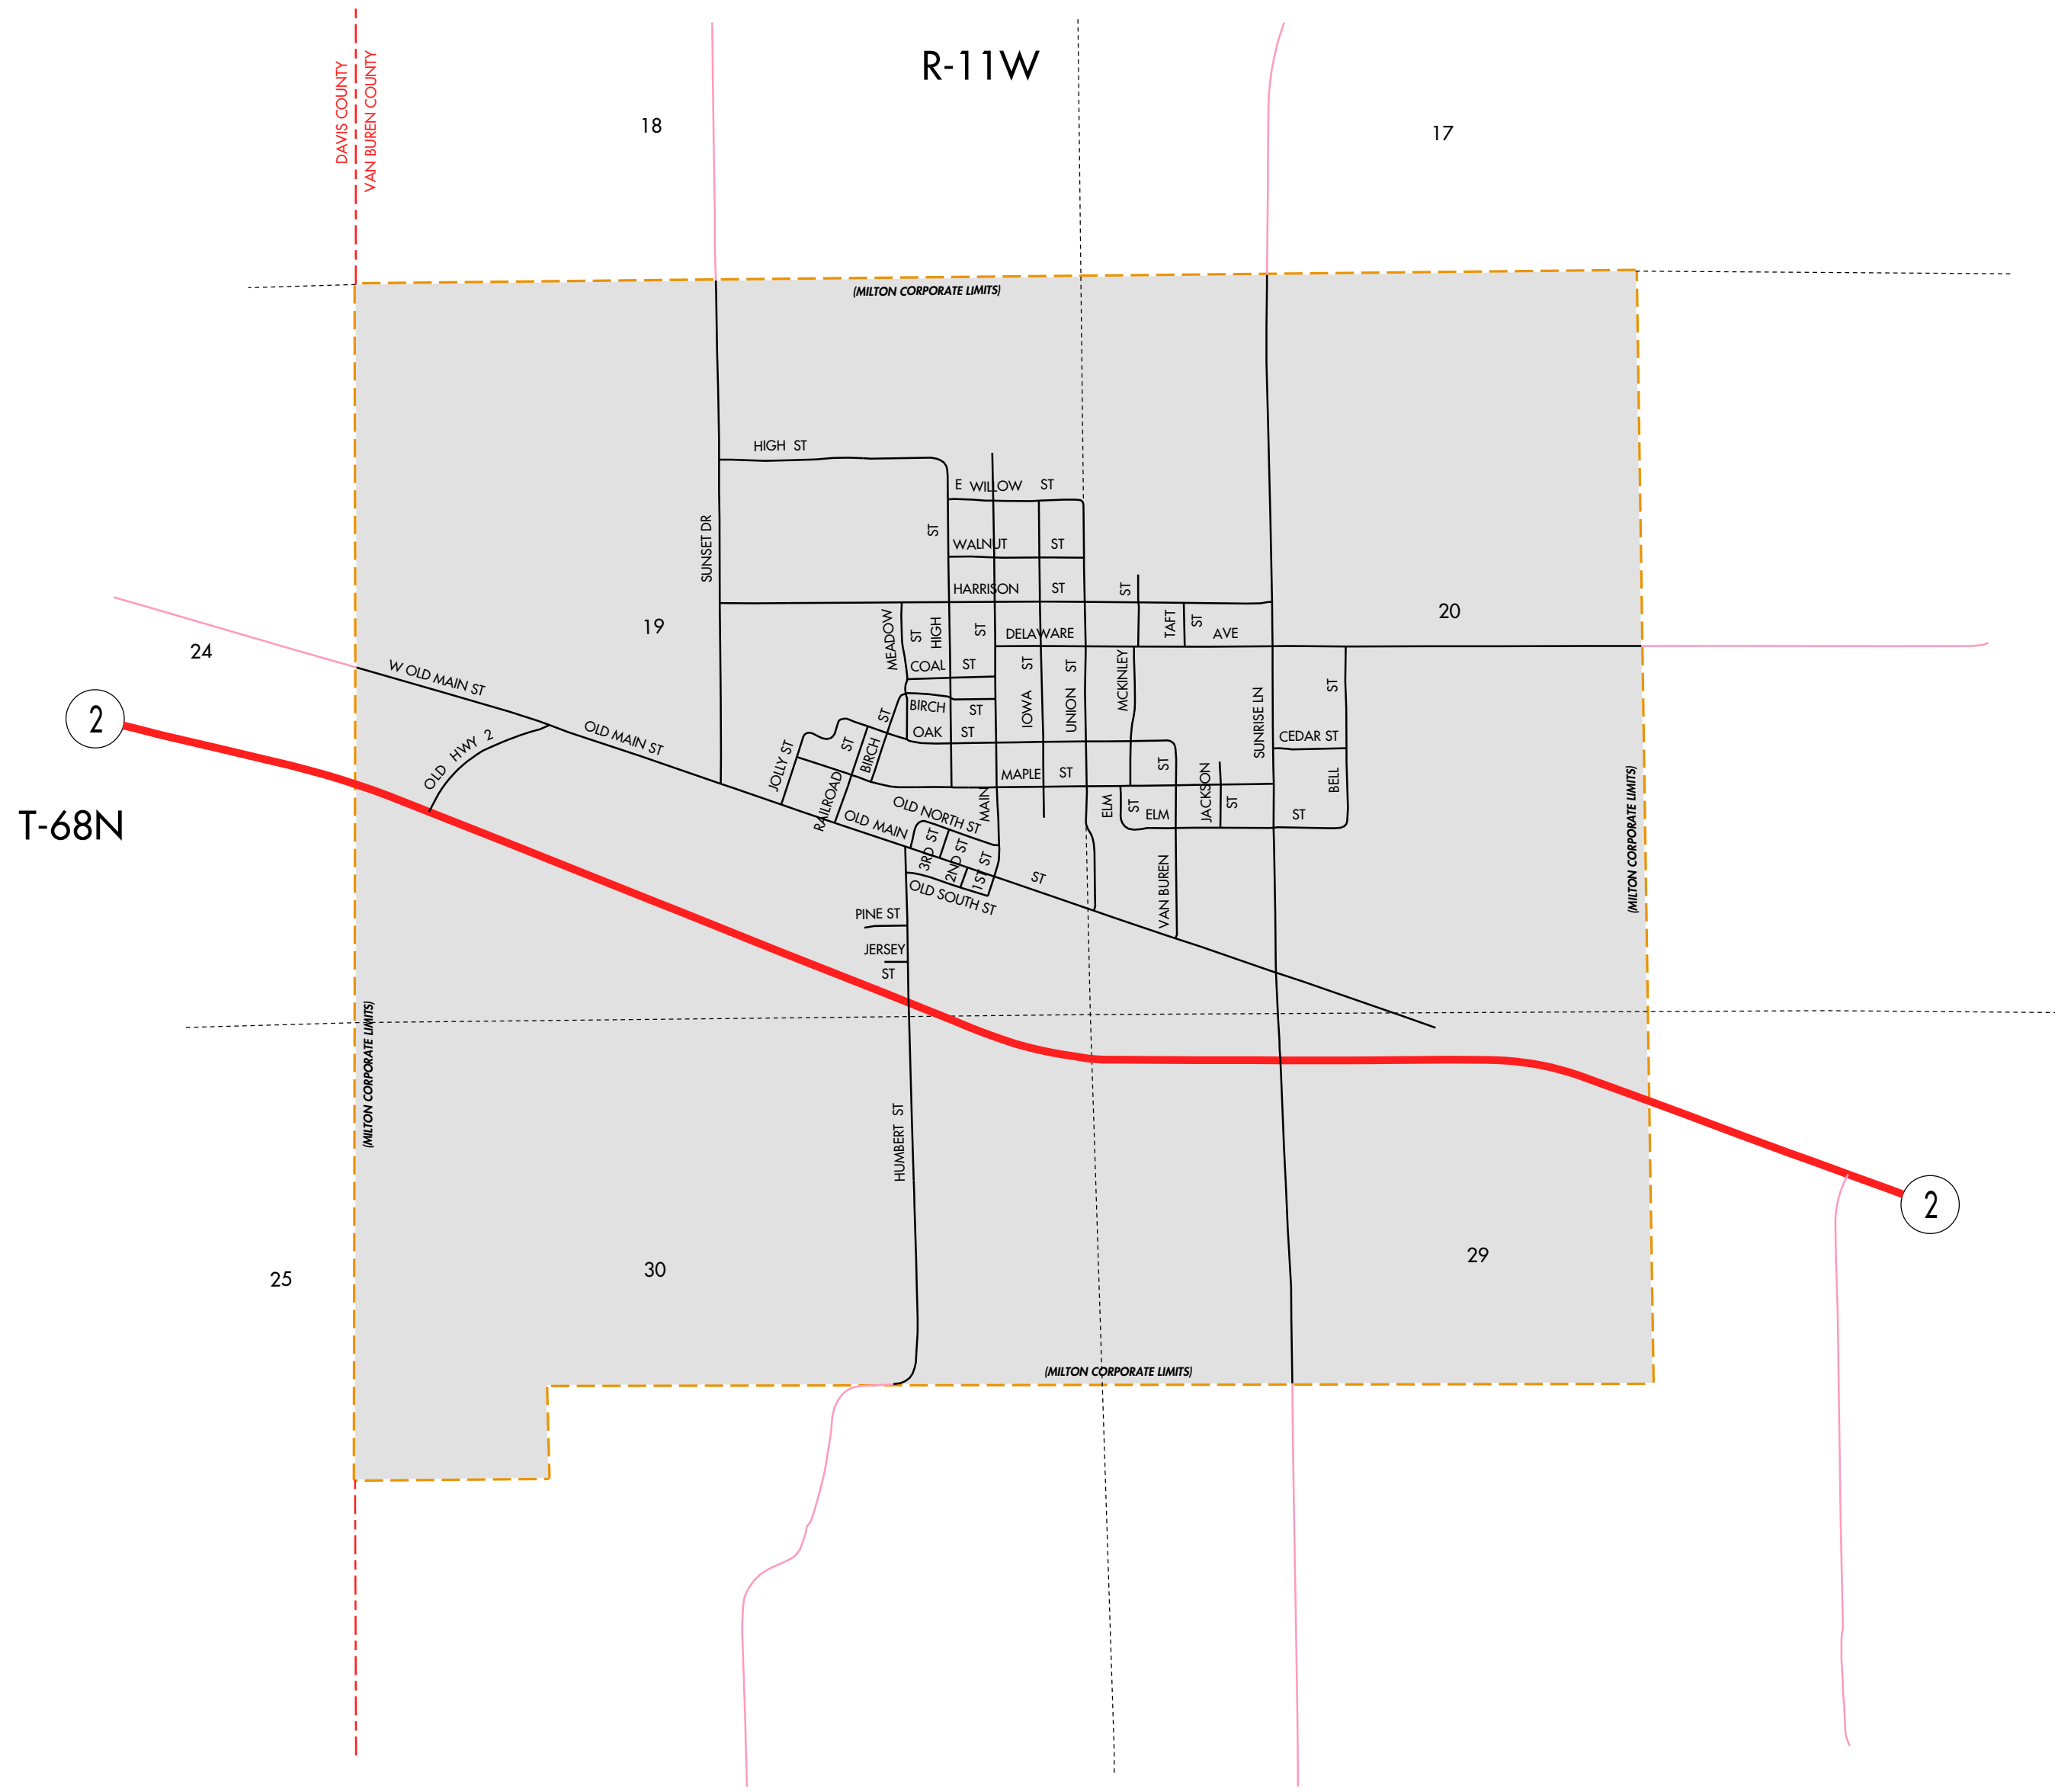 R-11W
DAVIS COUNTY
VAN BUREN COUNTY
18
17
(MILTON CORPORATE LIMITS)
HIGH ST
E WILLOW ST
SUNSET DR
ST
WALNUT ST
HARRISON ST
ST
19
20
24
MEADOW ST
HIGH
ST
DELAWARE AVE
TAFT ST
COAL ST
IOWA ST
UNION ST
MCKINLEY
W OLD MAIN ST
BIRCH ST
OAK ST
SUNRISE LN
ST
BELL
CEDAR ST
2
OLD HWY 2
OLD MAIN ST
JOLLY ST
RAILROAD ST
BIRCH ST
MAPLE ST
MAIN
ST
VAN BUREN
JACKSON ST
ELM ST
ELM ST
T-68N
OLD NORTH ST
OLD MAIN ST
3RD ST
2ND ST
1ST ST
OLD SOUTH ST
(MILTON CORPORATE LIMITS)
PINE ST
JERSEY
ST
(MILTON CORPORATE LIMITS)
HUMBERT ST
2
25
30
29
(MILTON CORPORATE LIMITS)